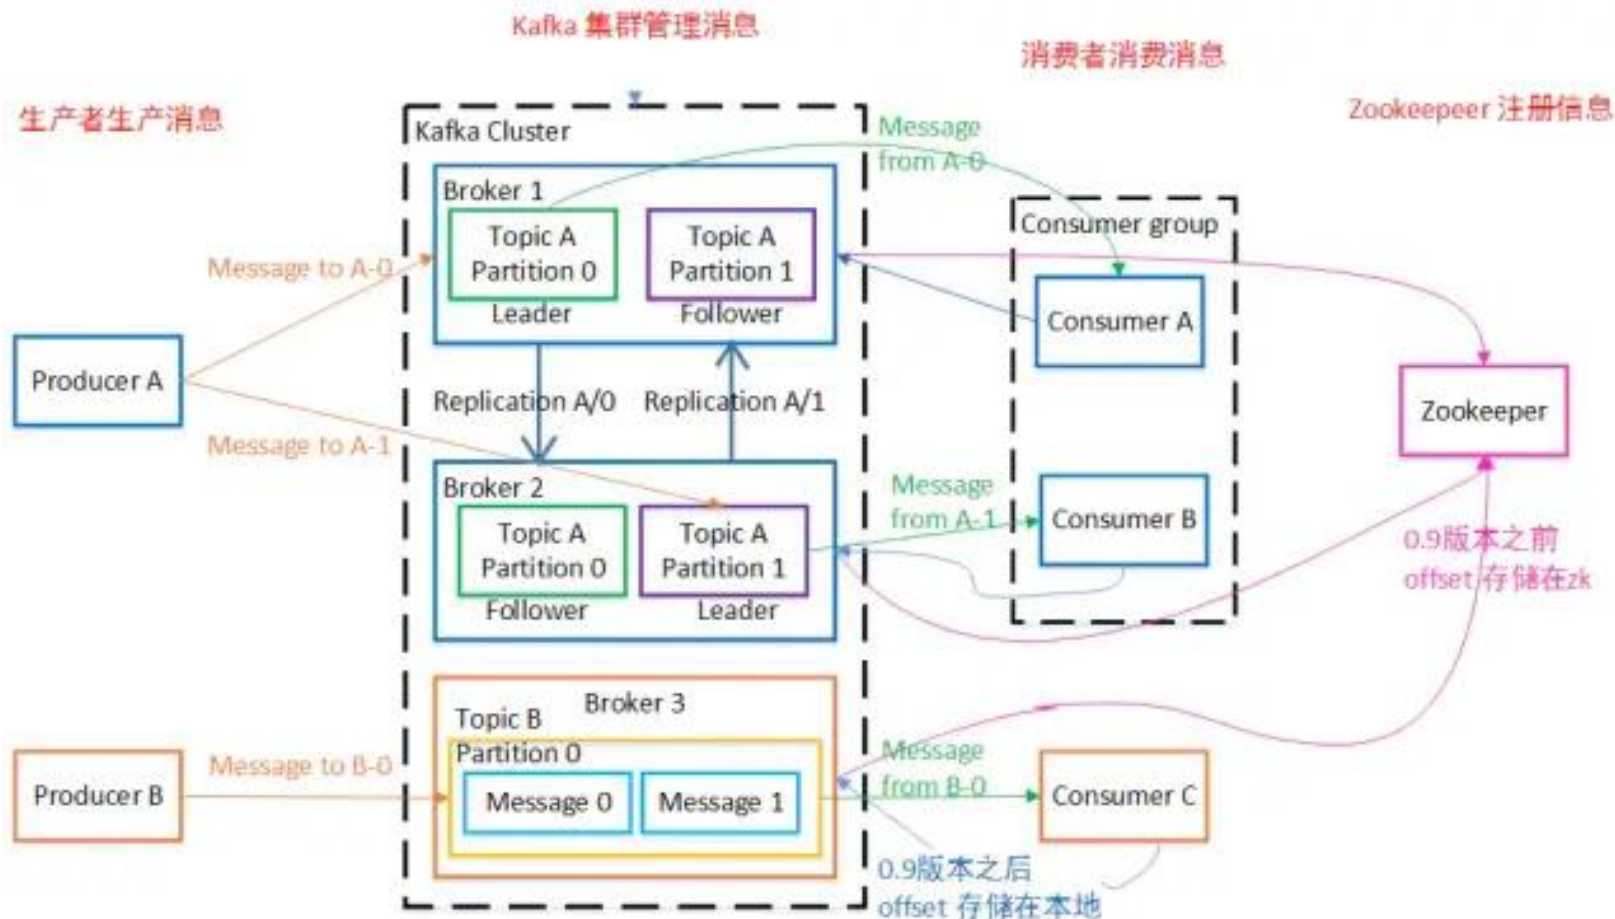 Kafka 集群管理消息
消费者消费消息
生产者生产消息
Zookeepeer 注册信息
Kafka Cluster
Message
from A-0
Broker 1
Topic A
Partition 0
Leader
Topic A
Partition 1
Follower
Consumer group
Message to A-0
Consumer A
Producer A
Replication A/0
Replication A/1
Zookeeper
Message to A-1
Broker 2
Topic A
Partition 0
Follower
Topic A
Partition 1
Leader
Message
from A-1
Consumer B
0.9版本之前
offset 存储在zk
Broker 3
Topic B
Partition 0
Message 0
Message 1
Message to B-0
Producer B
Message
from B-0
Consumer C
0.9版本之后
offset 存储在本地